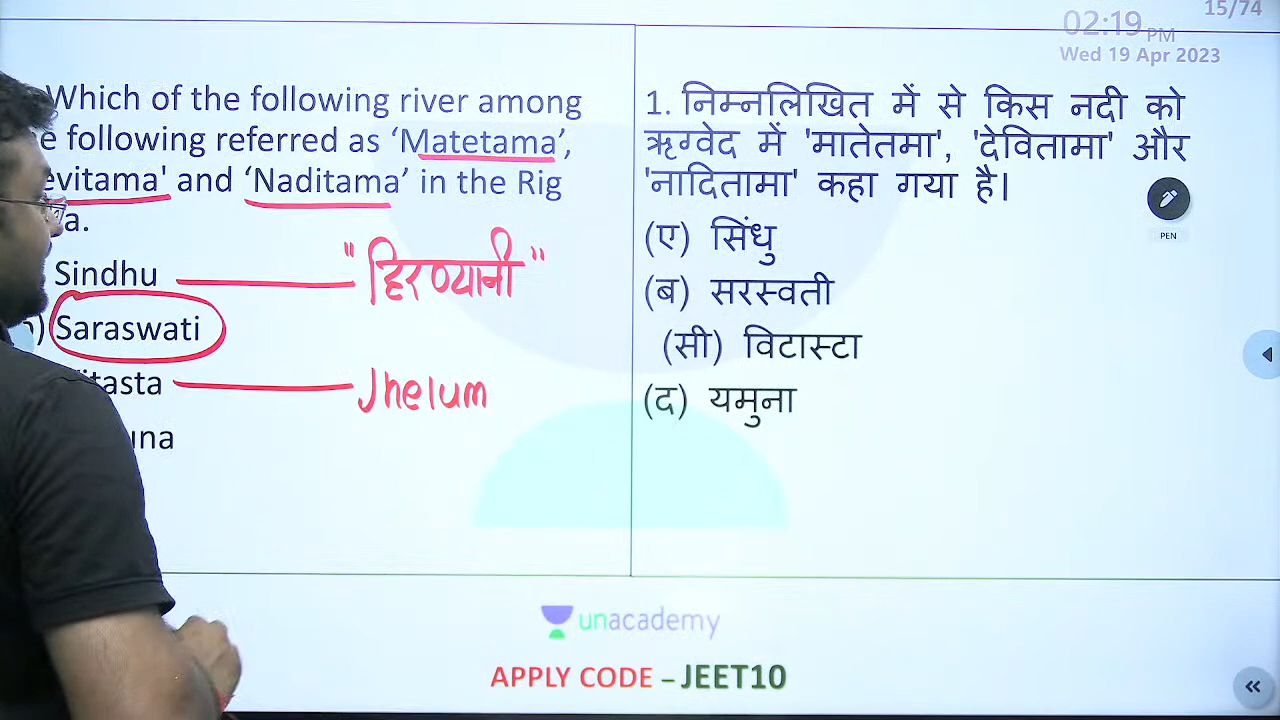 15/74
02:19 PM
Wed 19 Apr 2023
Which of the following river among
e following referred as ‘Matetama’,
evitama' and ‘Naditama’ in the Rig
a.
Sindhu "हिरण्यानी"
) Saraswati
itasta Jhelum
una
1. निम्नलिखित में से किस नदी को
ऋग्वेद में 'मातेतमा', 'देवितामा' और
'नादितामा' कहा गया है।
(ए) सिंधु
(ब) सरस्वती
(सी) विटास्टा
(द) यमुना
PEN
unacademy
APPLY CODE – JEET10